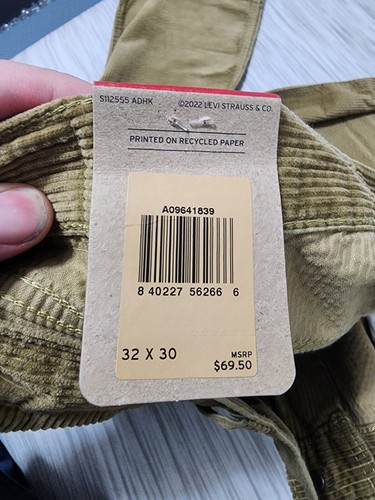 S112555 ADHK ©2022 LEVI STRAUSS & CO.
PRINTED ON RECYCLED PAPER
A09641839
8 40227 56266 6
32 X 30
MSRP
$69.50